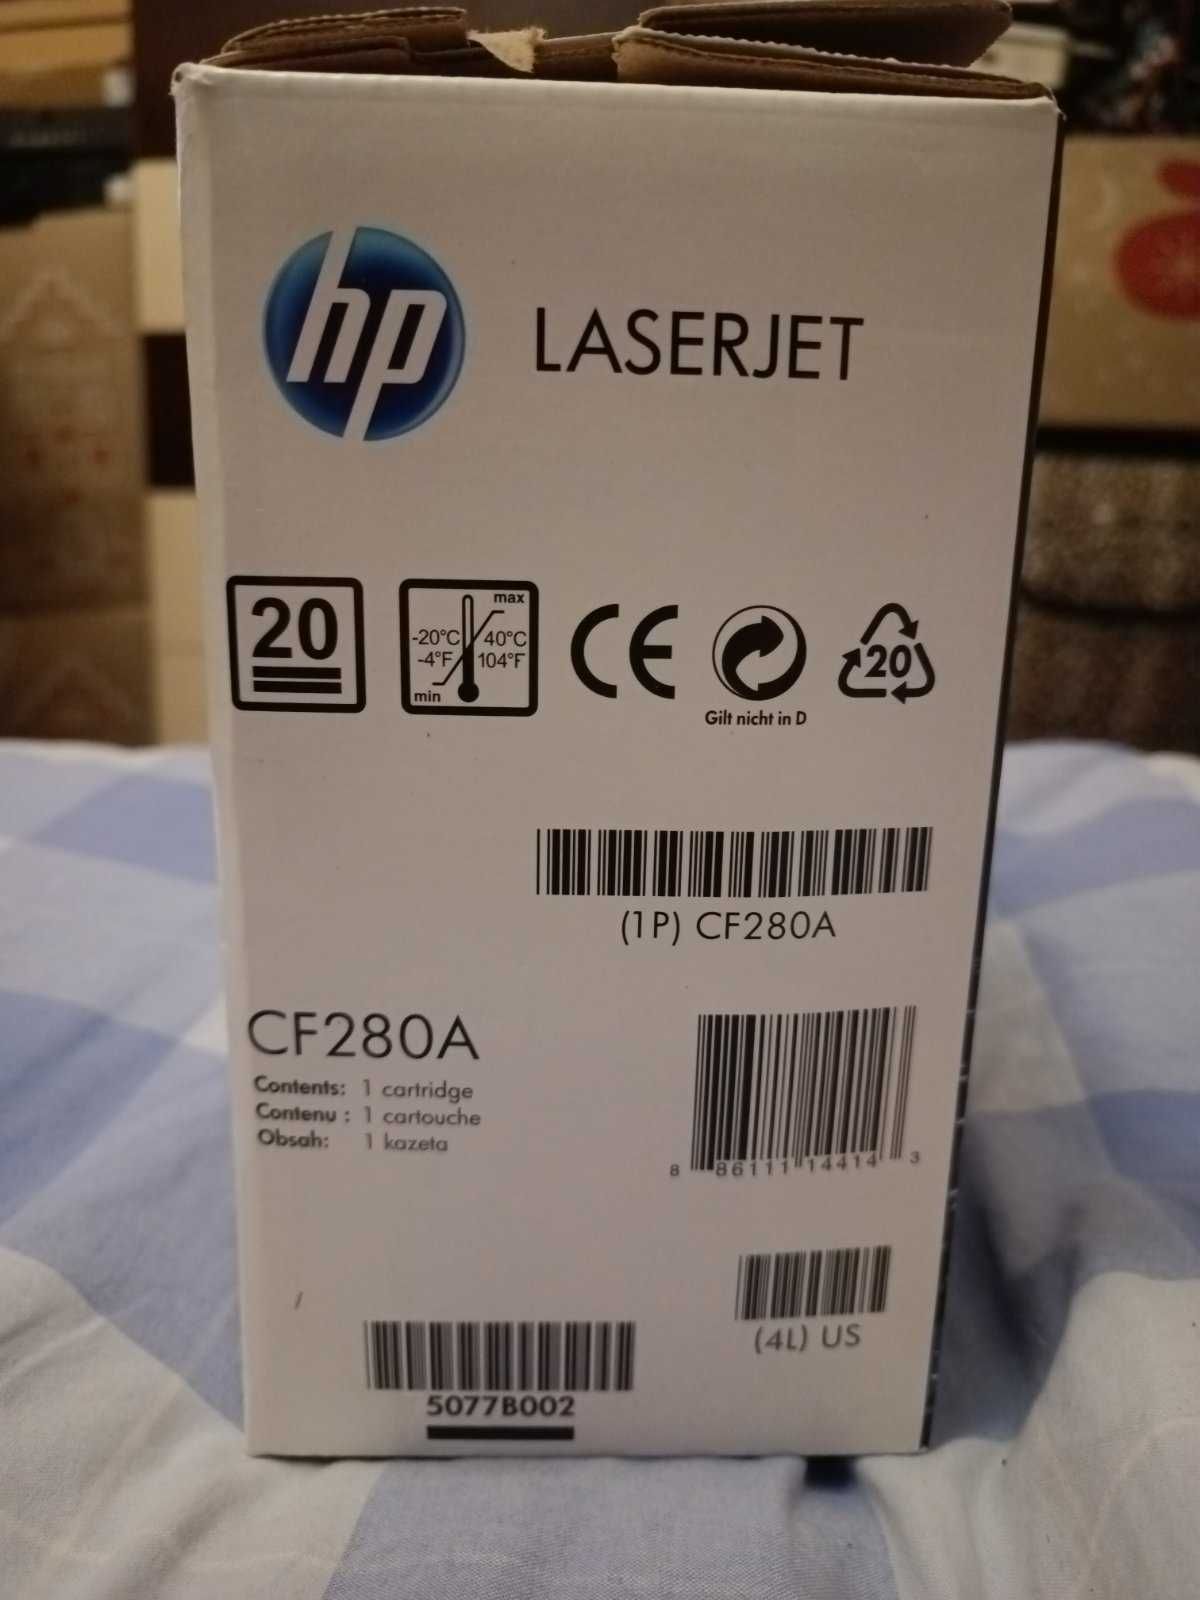 hp
LASERJET
20
max
-20°C 40°C
-4°F 104°F
min
CE
Gilt nicht in D
20
(1P) CF280A
CF280A
Contents: 1 cartridge
Contenu : 1 cartouche
Obsah: 1 kazeta
8 86111 14414 3
(4L) US
5077B002